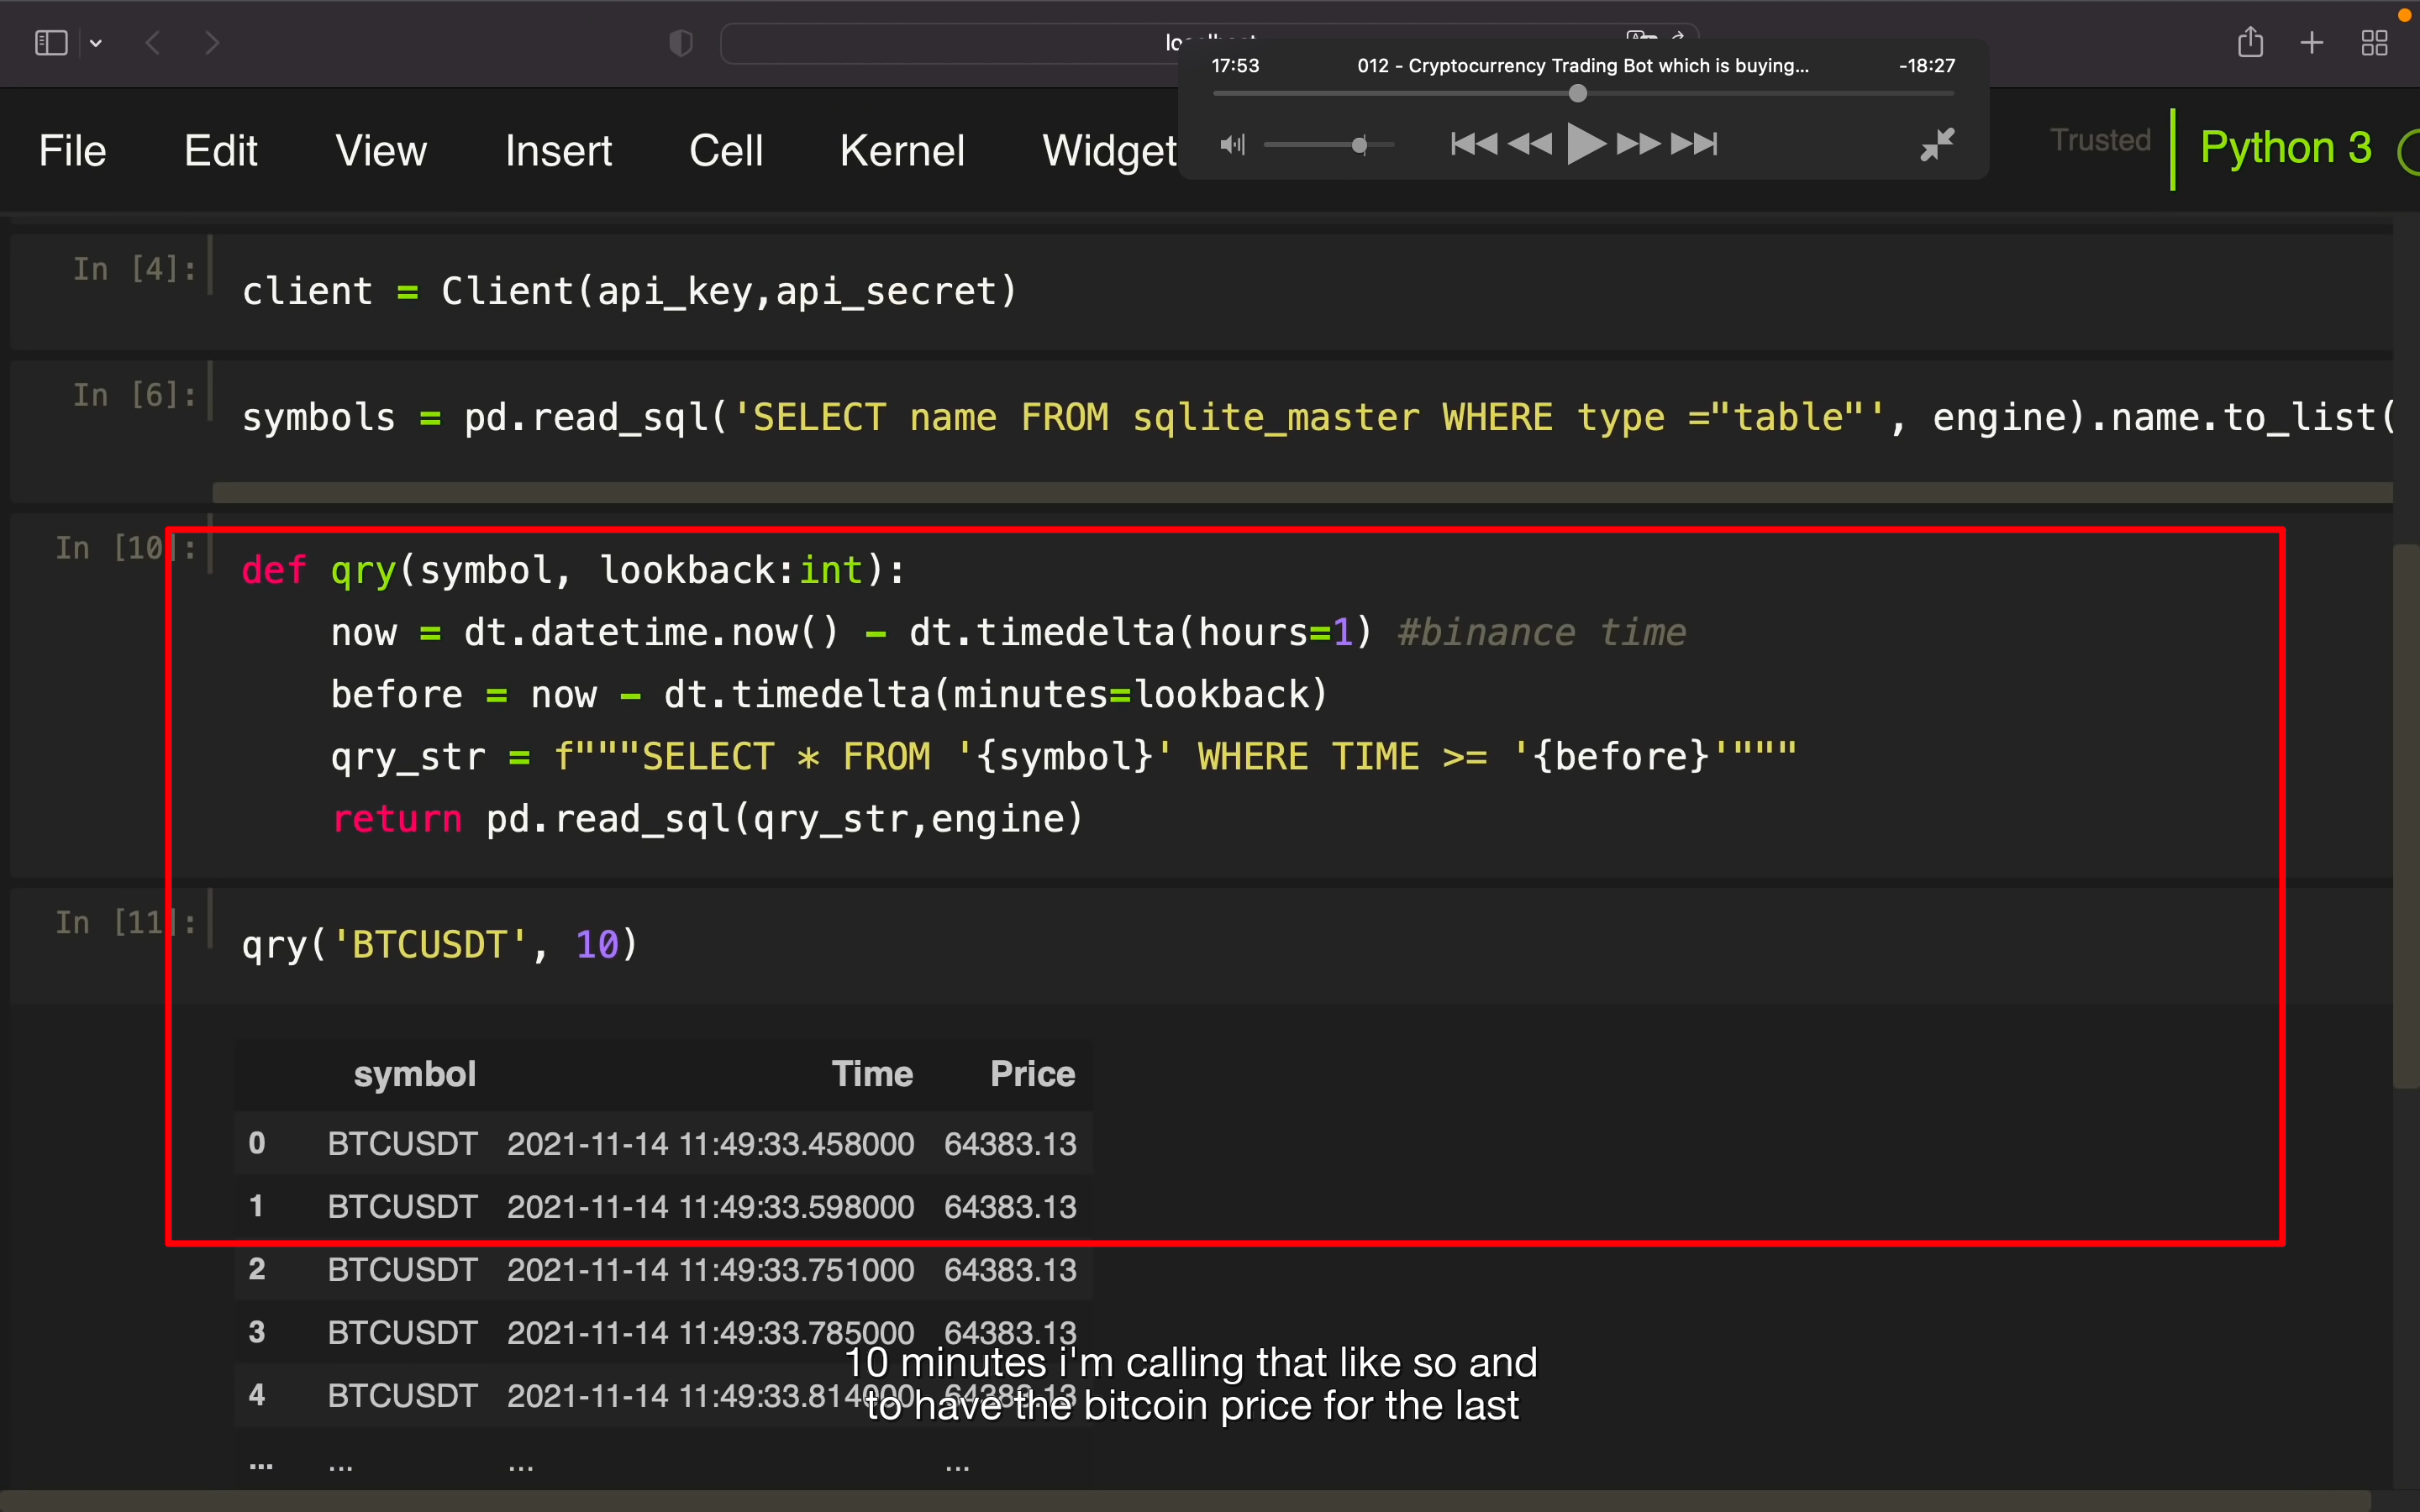 17:53 012 - Cryptocurrency Trading Bot which is buying... -18:27
File Edit View Insert Cell Kernel Widget Trusted Python 3
In [4]: client = Client(api_key,api_secret)
In [6]: symbols = pd.read_sql('SELECT name FROM sqlite_master WHERE type ="table"', engine).name.to_list(
In [10]: def qry(symbol, lookback:int):
now = dt.datetime.now() - dt.timedelta(hours=1) #binance time
before = now - dt.timedelta(minutes=lookback)
qry_str = f"""SELECT * FROM '{symbol}' WHERE TIME >= '{before}'"""
return pd.read_sql(qry_str,engine)
In [11]: qry('BTCUSDT', 10)
symbol Time Price
0 BTCUSDT 2021-11-14 11:49:33.458000 64383.13
1 BTCUSDT 2021-11-14 11:49:33.598000 64383.13
2 BTCUSDT 2021-11-14 11:49:33.751000 64383.13
3 BTCUSDT 2021-11-14 11:49:33.785000 64383.13
4 BTCUSDT 2021-11-14 11:49:33.814000 64383.13
... ... ... ...
10 minutes i'm calling that like so and
to have the bitcoin price for the last